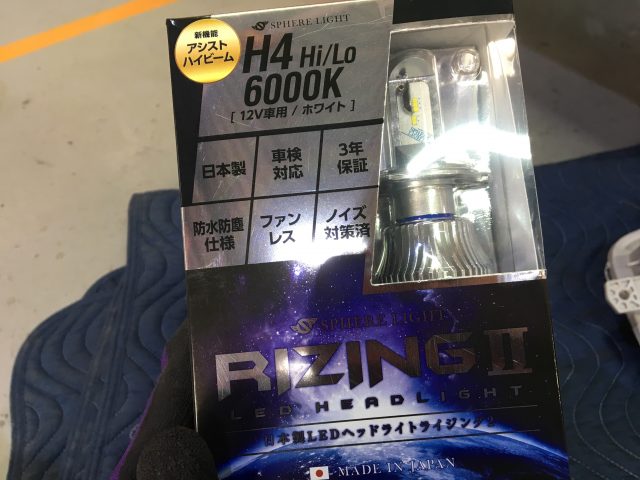 SPHERE LIGHT
新機能
アシスト
ハイビーム
H4 Hi/Lo
6000K
[ 12V車用 / ホワイト ]
日本製
車検
対応
3年
保証
防水防塵
仕様
ファン
レス
ノイズ
対策済
SPHERE LIGHT
RIZING II
LED HEADLIGHT
日本製LEDヘッドライトライジング2
MADE IN JAPAN